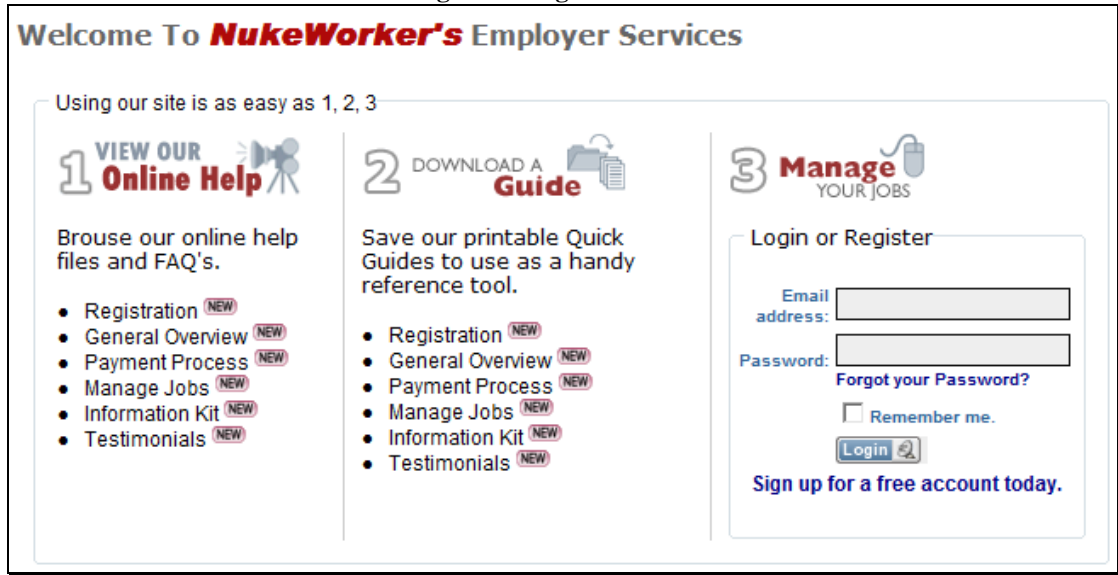 Welcome To NukeWorker's Employer Services
Using our site is as easy as 1, 2, 3
1 VIEW OUR
Online Help
Brouse our online help
files and FAQ's.
• Registration NEW
• General Overview NEW
• Payment Process NEW
• Manage Jobs NEW
• Information Kit NEW
• Testimonials NEW
2 DOWNLOAD A
Guide
Save our printable Quick
Guides to use as a handy
reference tool.
• Registration NEW
• General Overview NEW
• Payment Process NEW
• Manage Jobs NEW
• Information Kit NEW
• Testimonials NEW
3 Manage
YOUR JOBS
Login or Register
Email
address:
Password:
Forgot your Password?
Remember me.
Login
Sign up for a free account today.